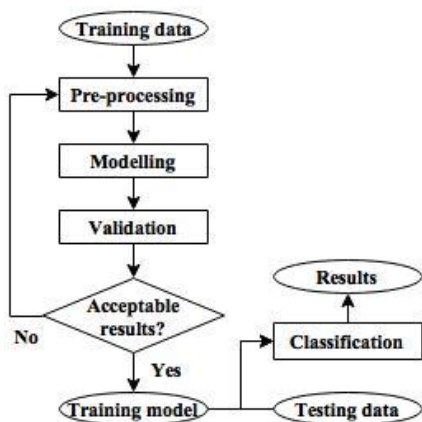 Training data
Pre-processing
Modelling
Validation
Acceptable
results?
No
Yes
Training model
Results
Classification
Testing data